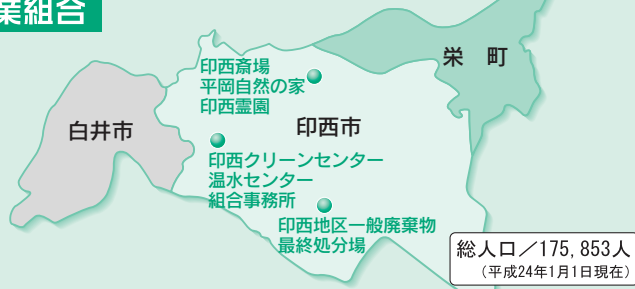 業組合
栄 町
印西斎場
平岡自然の家
印西霊園
白井市
印西市
印西クリーンセンター
温水センター
組合事務所
印西地区一般廃棄物
最終処分場
総人口／175,853人
（平成24年1月1日現在）